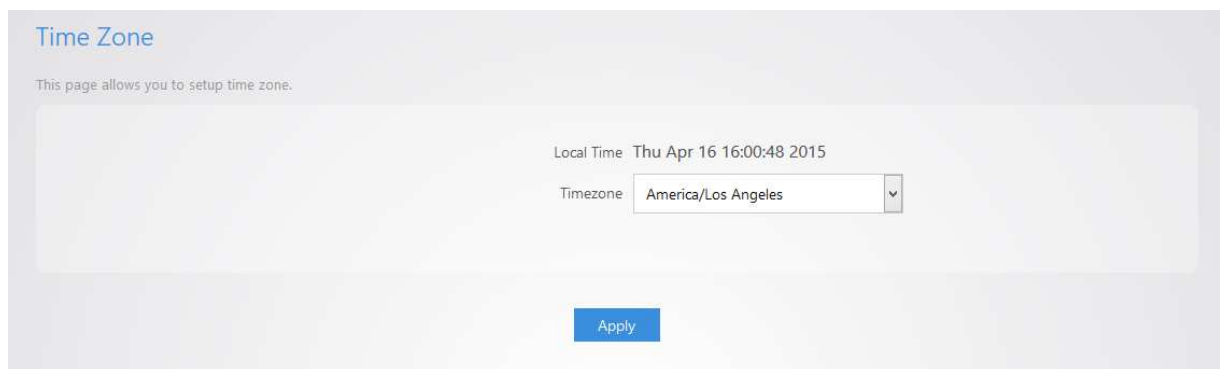 Time Zone
This page allows you to setup time zone.
Local Time Thu Apr 16 16:00:48 2015
Timezone America/Los Angeles
Apply